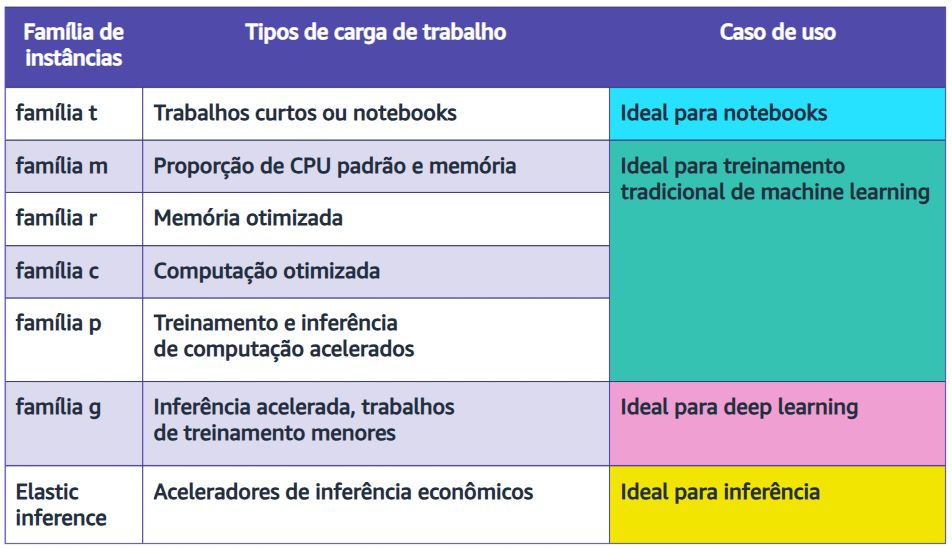 Família de
instâncias
Tipos de carga de trabalho
Caso de uso
família t
Trabalhos curtos ou notebooks
Ideal para notebooks
família m
Proporção de CPU padrão e memória
Ideal para treinamento
tradicional de machine learning
família r
Memória otimizada
família c
Computação otimizada
família p
Treinamento e inferência
de computação acelerados
família g
Inferência acelerada, trabalhos
de treinamento menores
Ideal para deep learning
Elastic
inference
Aceleradores de inferência econômicos
Ideal para inferência